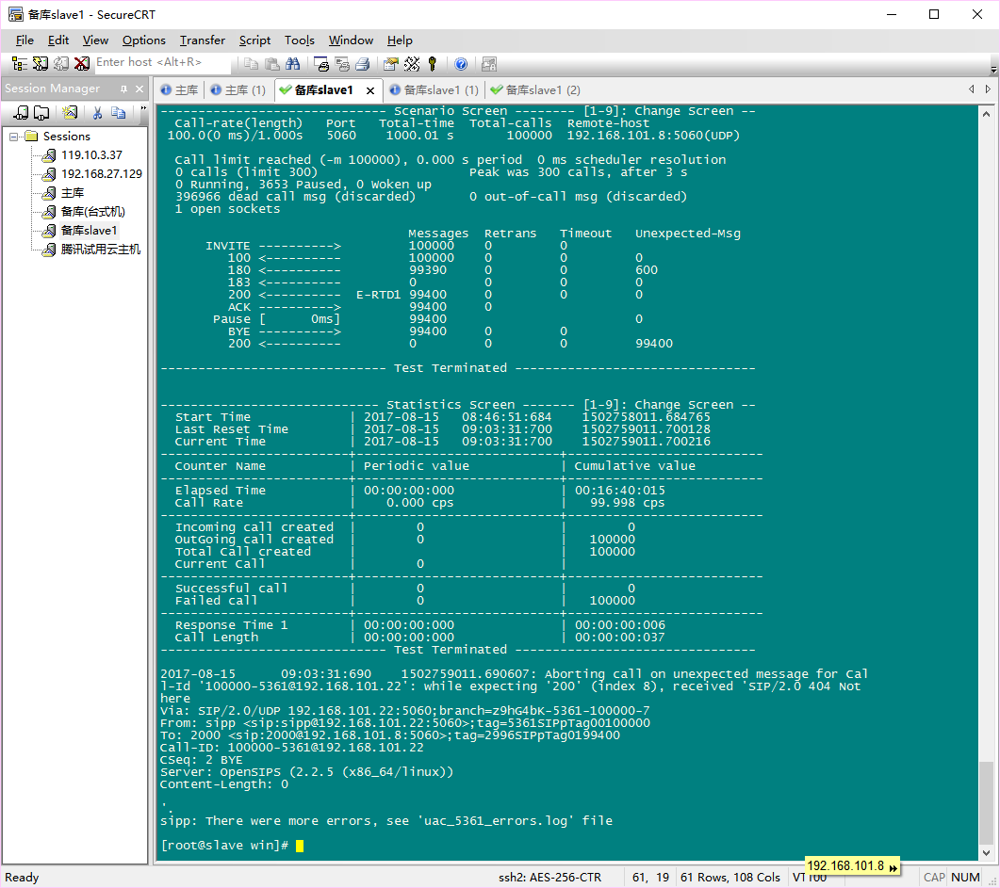 备库slave1 - SecureCRT
File Edit View Options Transfer Script Tools Window Help
Enter host <Alt+R>
Session Manager
主库 主库 (1) 备库slave1 × 备库slave1 (1) 备库slave1 (2)
Sessions
119.10.3.37
192.168.27.129
主库
备库(台式机)
备库slave1
腾讯试用云主机
----------------------------- Scenario Screen -------- [1-9]: Change Screen --
Call-rate(length) Port Total-time Total-calls Remote-host
100.0(0 ms)/1.000s 5060 1000.01 s 100000 192.168.101.8:5060(UDP)
Call limit reached (-m 100000), 0.000 s period 0 ms scheduler resolution
0 calls (limit 300) Peak was 300 calls, after 3 s
0 Running, 3653 Paused, 0 Woken up
396966 dead call msg (discarded) 0 out-of-call msg (discarded)
1 open sockets
Messages Retrans Timeout Unexpected-Msg
INVITE ----------> 100000 0 0
100 <---------- 100000 0 0 0
180 <---------- 99390 0 0 600
183 <---------- 0 0 0 0
200 <---------- E-RTD1 99400 0 0 0
ACK ----------> 99400 0
Pause [ 0ms] 99400 0
BYE ----------> 99400 0 0
200 <---------- 0 0 0 99400
------------------------------ Test Terminated --------------------------------
----------------------------- Statistics Screen ------- [1-9]: Change Screen --
Start Time | 2017-08-15 08:46:51:684 1502758011.684765
Last Reset Time | 2017-08-15 09:03:31:700 1502759011.700128
Current Time | 2017-08-15 09:03:31:700 1502759011.700216
-------------------------+---------------------------+--------------------------
Counter Name | Periodic value | Cumulative value
-------------------------+---------------------------+--------------------------
Elapsed Time | 00:00:00:000 | 00:16:40:015
Call Rate | 0.000 cps | 99.998 cps
-------------------------+---------------------------+--------------------------
Incoming call created | 0 | 0
OutGoing call created | 0 | 100000
Total Call created | | 100000
Current Call | 0 |
-------------------------+---------------------------+--------------------------
Successful call | 0 | 0
Failed call | 0 | 100000
-------------------------+---------------------------+--------------------------
Response Time 1 | 00:00:00:000 | 00:00:00:006
Call Length | 00:00:00:000 | 00:00:00:037
------------------------------ Test Terminated --------------------------------
2017-08-15 09:03:31:690 1502759011.690607: Aborting call on unexpected message for Cal
l-Id '100000-5361@192.168.101.22': while expecting '200' (index 8), received 'SIP/2.0 404 Not
here
Via: SIP/2.0/UDP 192.168.101.22:5060;branch=z9hG4bK-5361-100000-7
From: sipp <sip:sipp@192.168.101.22:5060>;tag=5361SIPpTag00100000
To: 2000 <sip:2000@192.168.101.8:5060>;tag=2996SIPpTag0199400
Call-ID: 100000-5361@192.168.101.22
CSeq: 2 BYE
Server: OpenSIPS (2.2.5 (x86_64/linux))
Content-Length: 0
'.
sipp: There were more errors, see 'uac_5361_errors.log' file
[root@slave win]#
192.168.101.8
Ready ssh2: AES-256-CTR 61, 19 61 Rows, 108 Cols VT100 CAP NUM